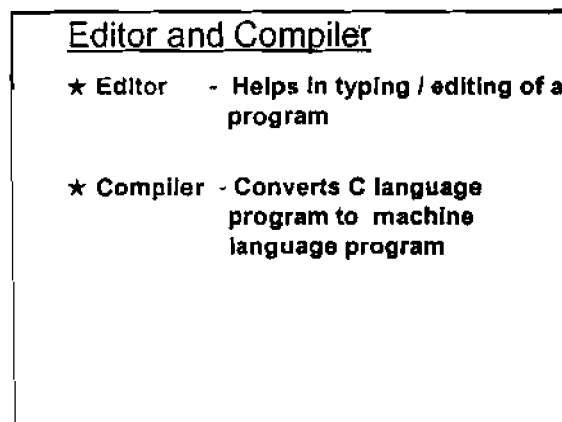 Editor and Compiler
★ Editor - Helps in typing / editing of a
program
★ Compiler - Converts C language
program to machine
language program